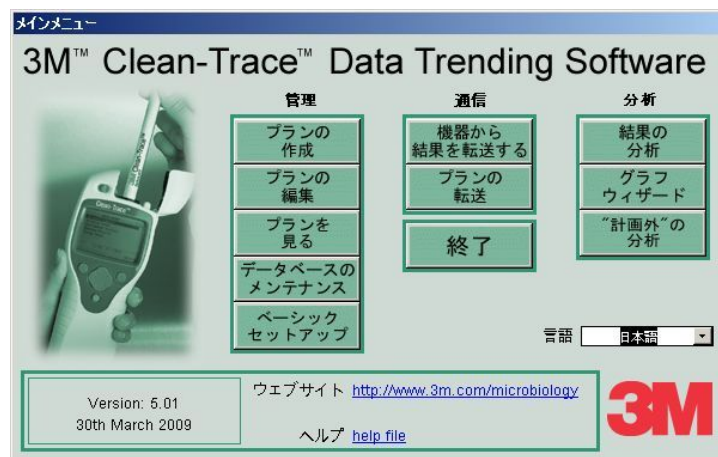 メインメニュー
3M™ Clean-Trace™ Data Trending Software
管理
プランの
作成
プランの
編集
プランを
見る
データベースの
メンテナンス
ベーシック
セットアップ
通信
機器から
結果を転送する
プランの
転送
終了
分析
結果の
分析
グラフ
ウィザード
"計画外"の
分析
言語 日本語
Version: 5.01
30th March 2009
ウェブサイト http://www.3m.com/microbiology
ヘルプ help file
3M